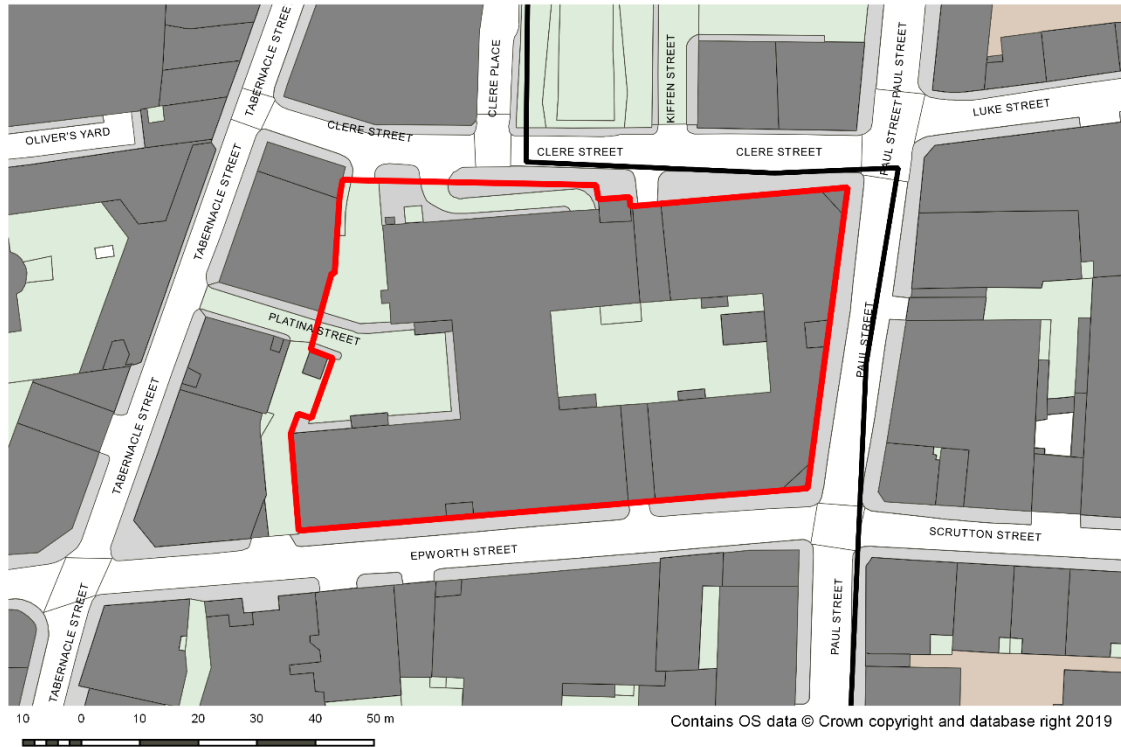 TABERNACLE STREET
CLERE PLACE
KIFFEN STREET
PAUL STREET
PAUL STREET
LUKE STREET
OLIVER'S YARD
CLERE STREET
CLERE STREET
CLERE STREET
TABERNACLE STREET
PLATINA STREET
PAUL STREET
TABERNACLE STREET
EPWORTH STREET
SCRUTTON STREET
PAUL STREET
TABERNACLE STREET
10 0 10 20 30 40 50 m
Contains OS data © Crown copyright and database right 2019